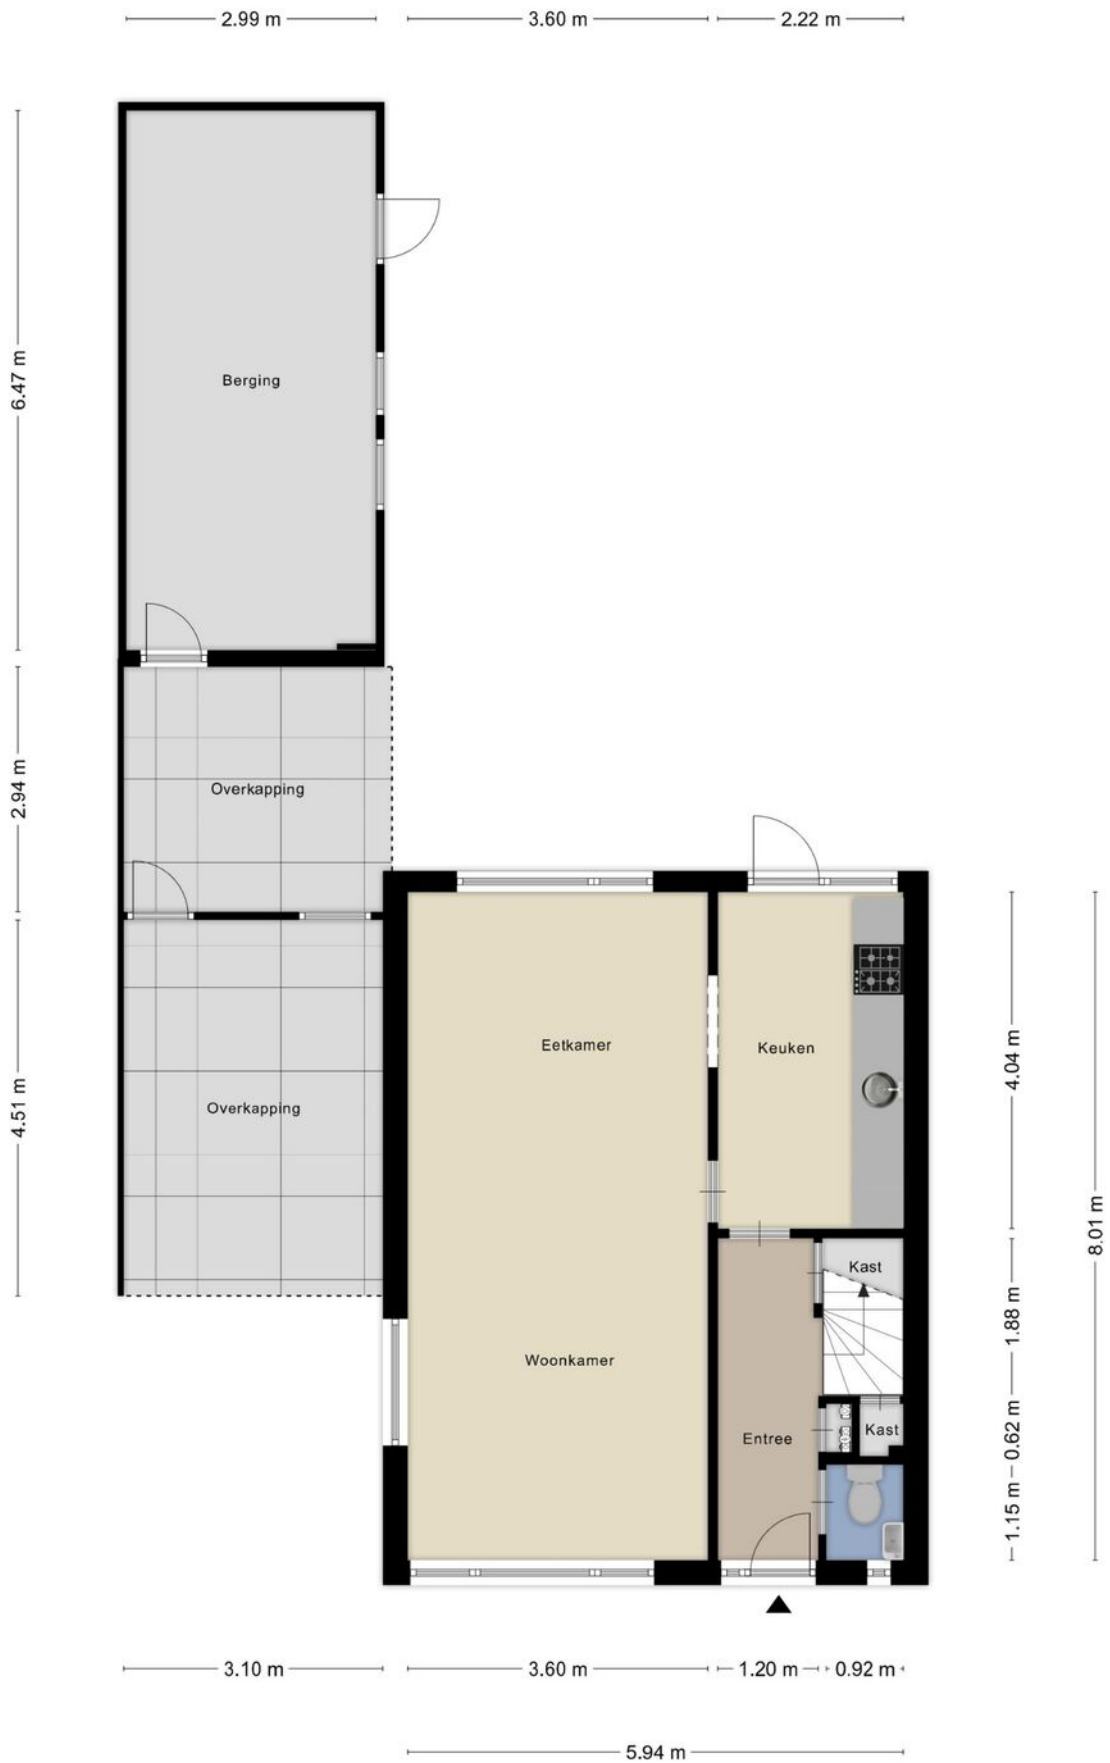 2.99 m
3.60 m
2.22 m
6.47 m
Berging
2.94 m
Overkapping
4.51 m
Overkapping
Eetkamer
Keuken
4.04 m
8.01 m
Kast
1.88 m
Woonkamer
Kast
Entree
0.62 m
1.15 m
3.10 m
3.60 m
1.20 m
0.92 m
5.94 m